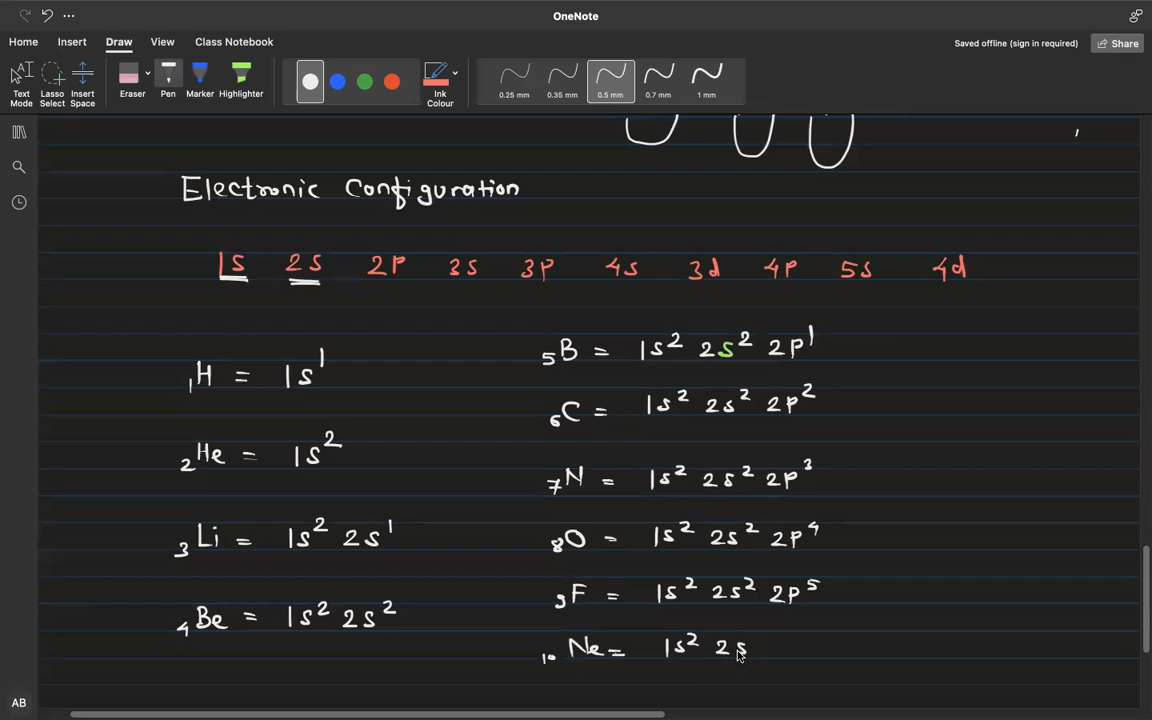 OneNote
Home Insert Draw View Class Notebook
Saved offline (sign in required) Share
Text Mode Lasso Select Insert Space Eraser Pen Marker Highlighter Ink Colour 0.25 mm 0.35 mm 0.5 mm 0.7 mm 1 mm
Electronic Configuration
1s 2s 2p 3s 3p 4s 3d 4p 5s 4d
₁H = 1s¹
₂He = 1s²
₃Li = 1s² 2s¹
₄Be = 1s² 2s²
₅B = 1s² 2s² 2p¹
₆C = 1s² 2s² 2p²
₇N = 1s² 2s² 2p³
₈O = 1s² 2s² 2p⁴
₉F = 1s² 2s² 2p⁵
₁₀Ne = 1s² 2s
AB